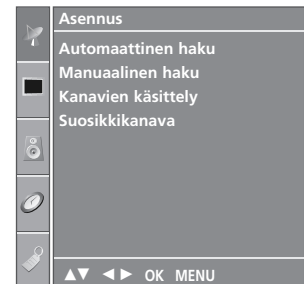 Asennus
Automaattinen haku
Manuaalinen haku
Kanavien käsittely
Suosikkikanava
▲▼ ◄► OK MENU